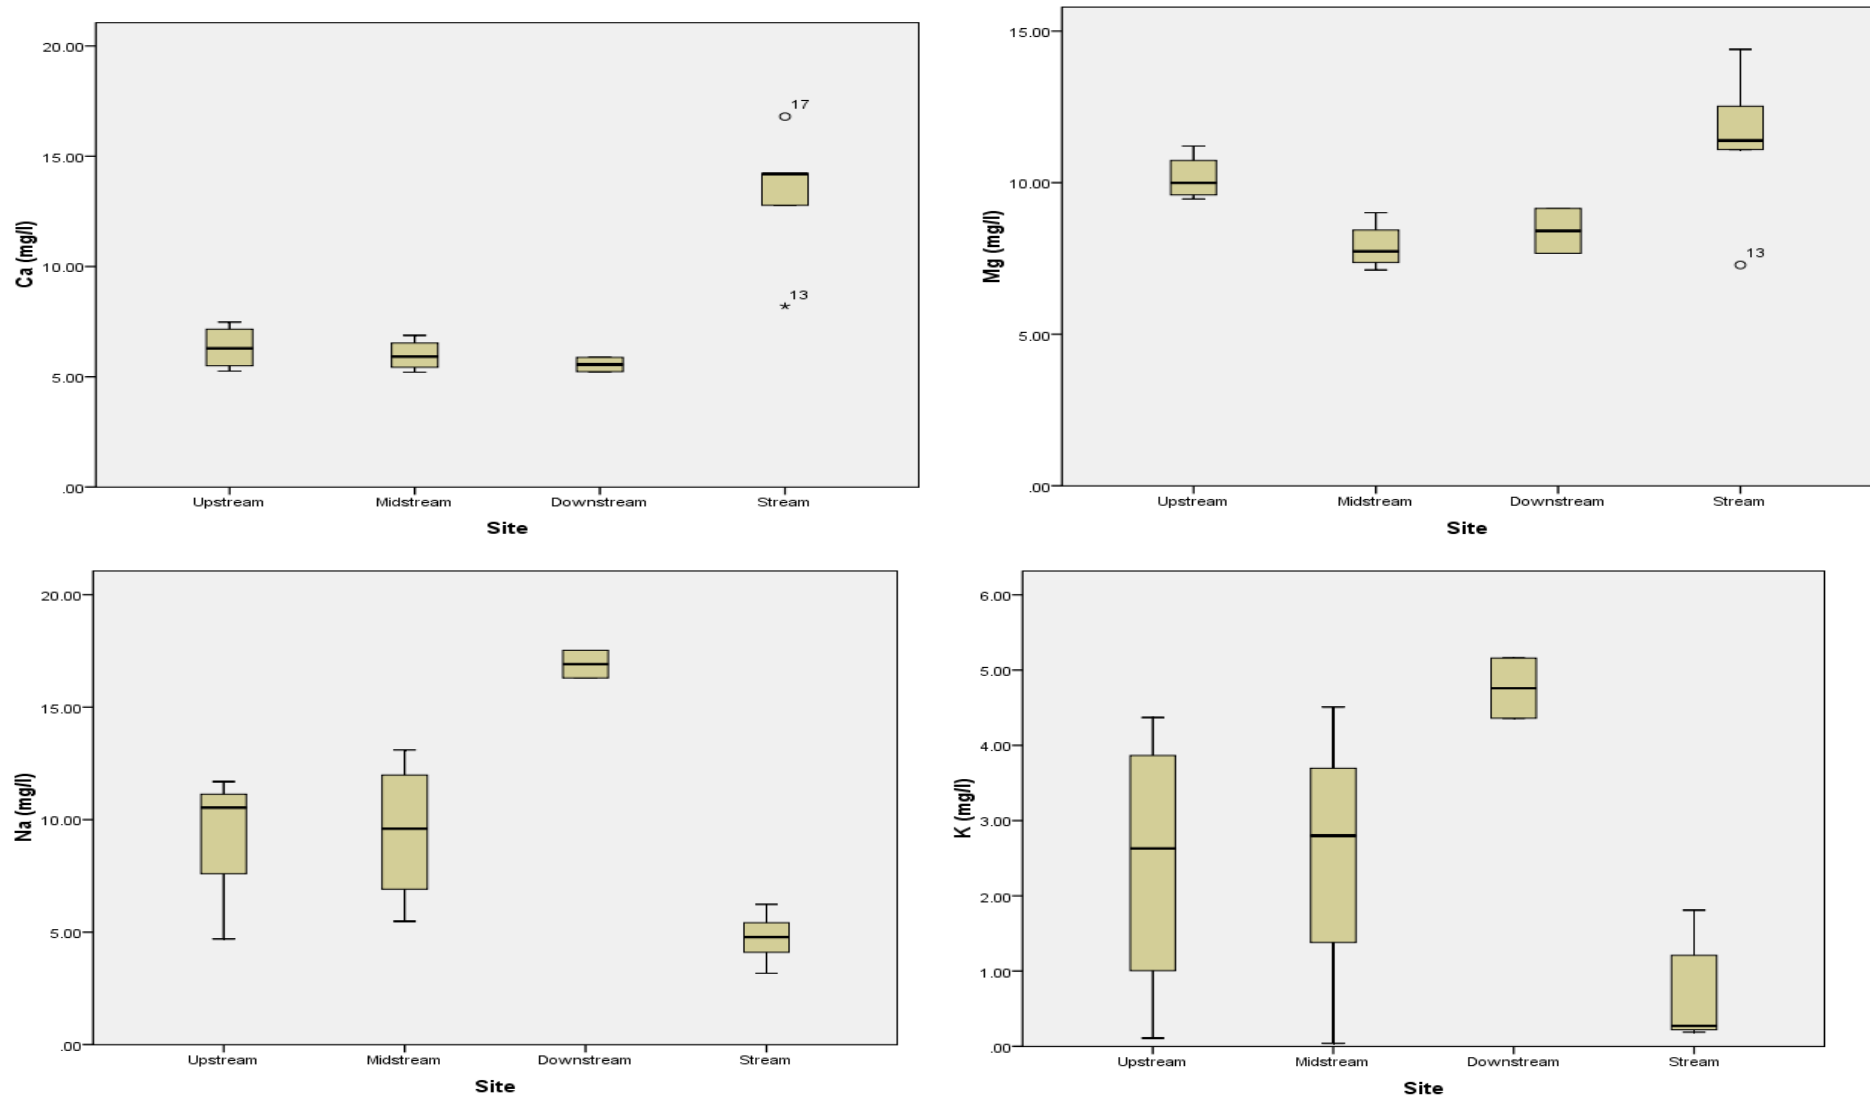 Ca (mg/l)
20.00
15.00
10.00
5.00
.00
17
13
Upstream Midstream Downstream Stream
Site
Mg (mg/l)
15.00
10.00
5.00
.00
13
Upstream Midstream Downstream Stream
Site
Na (mg/l)
20.00
15.00
10.00
5.00
.00
Upstream Midstream Downstream Stream
Site
K (mg/l)
6.00
5.00
4.00
3.00
2.00
1.00
.00
Upstream Midstream Downstream Stream
Site